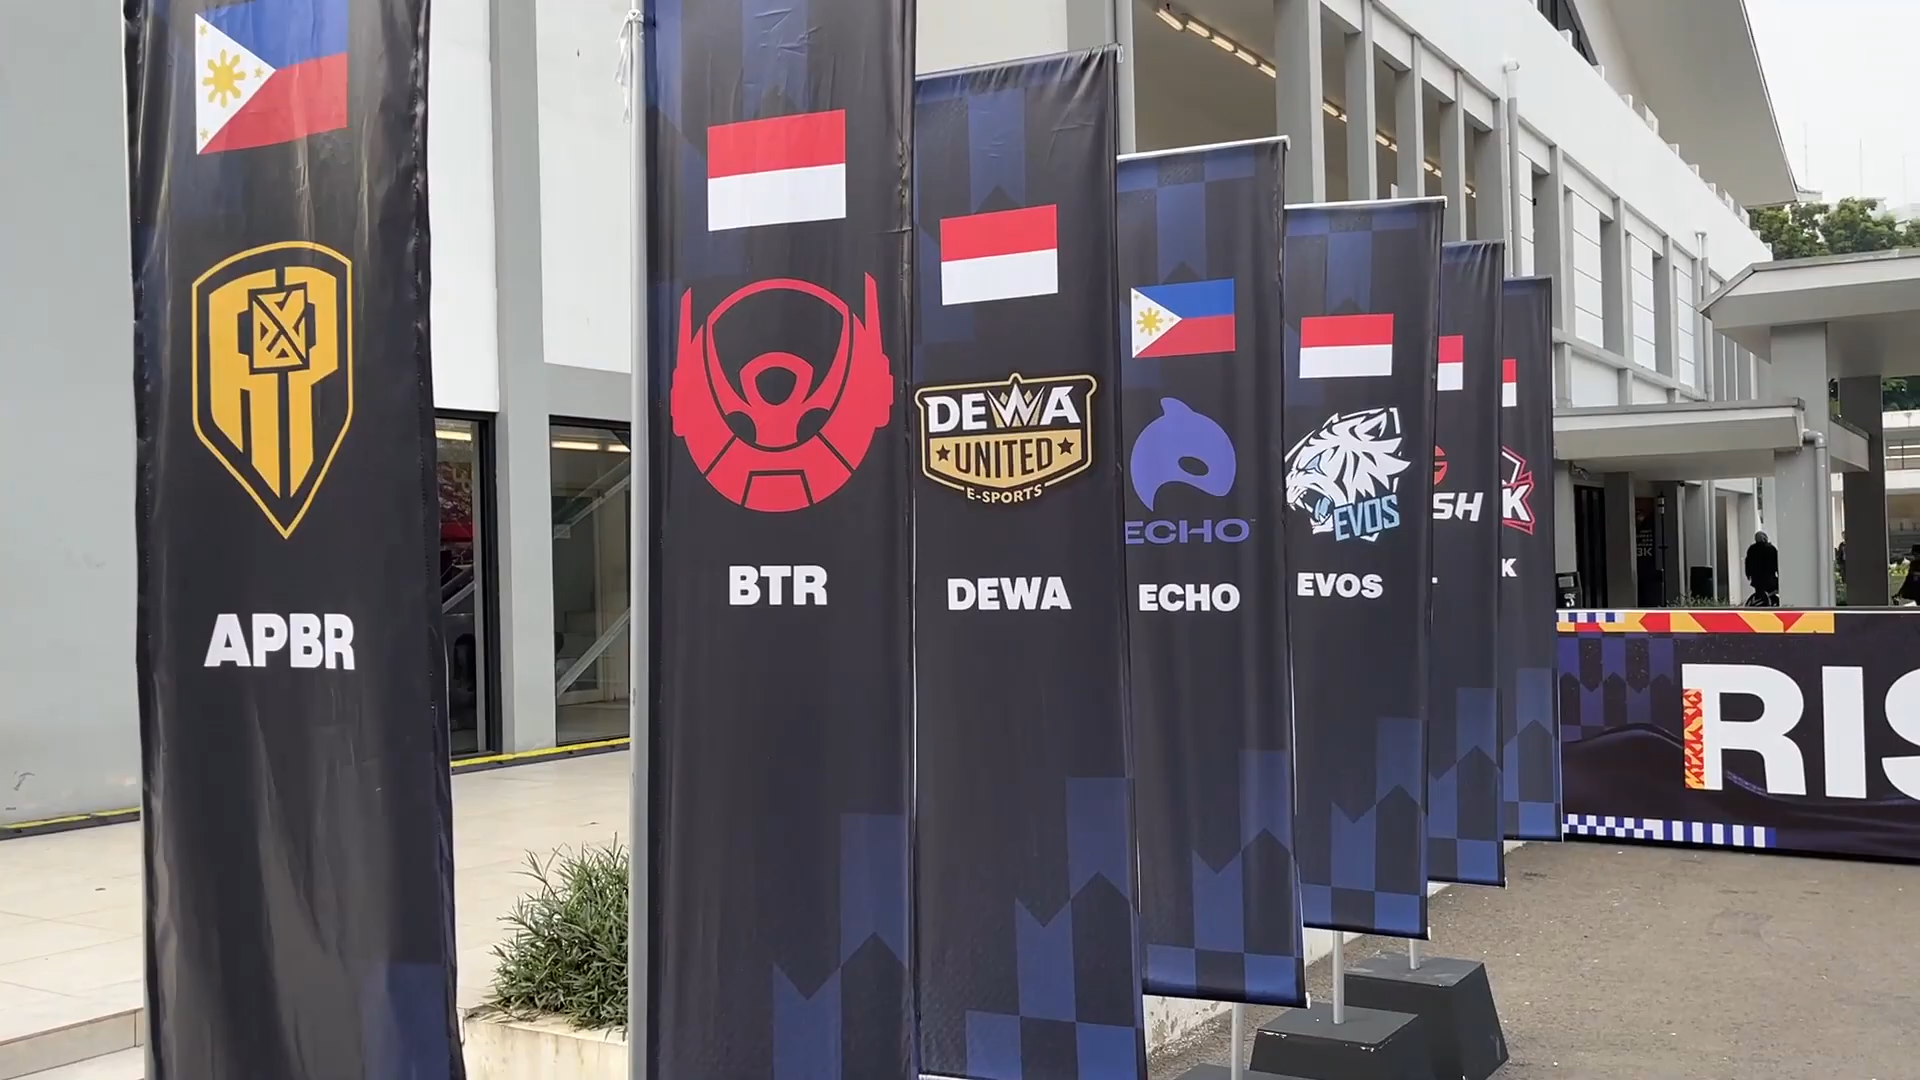 APBR
BTR
DEWA
UNITED
E-SPORTS
DEWA
ECHO
ECHO
EVOS
EVOS
SH
K
K
RIS